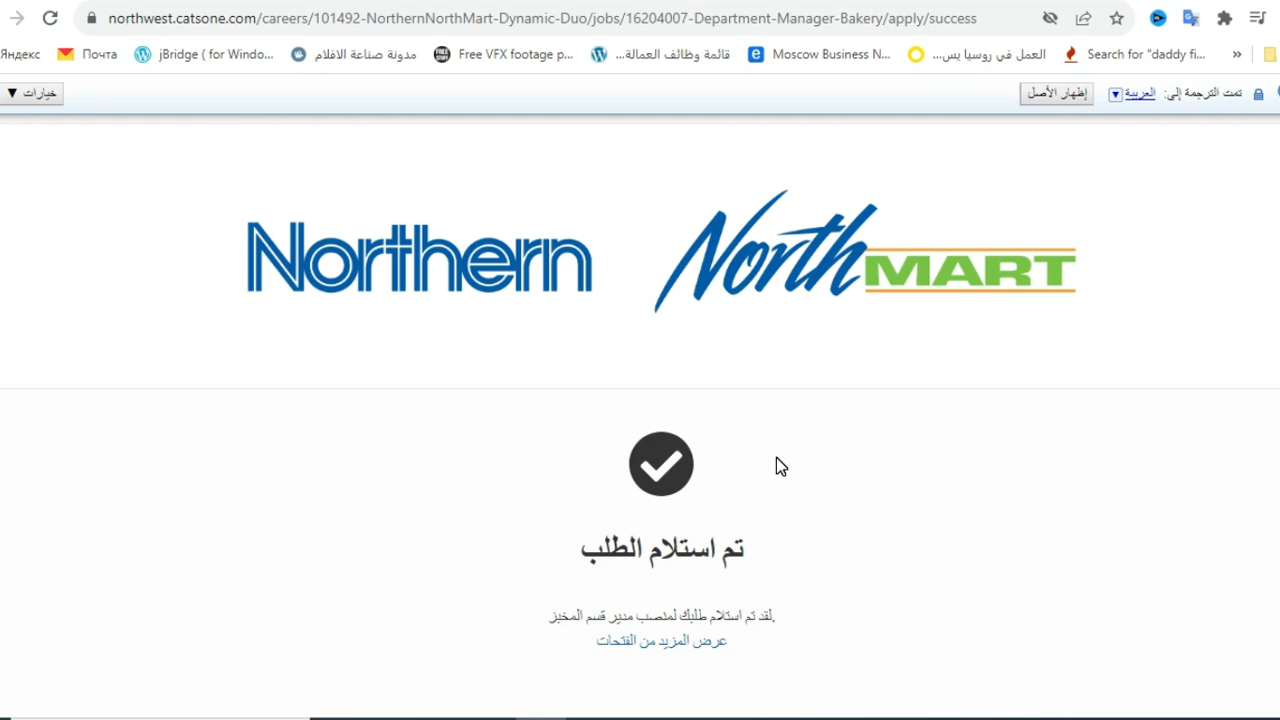 northwest.catsone.com/careers/101492-NorthernNorthMart-Dynamic-Duo/jobs/16204007-Department-Manager-Bakery/apply/success
Яндекс Почта jBridge ( for Windo... مدونة صناعة الافلام Free VFX footage p... قائمة وظائف العمالة... Moscow Business N... العمل في روسيا يس... Search for "daddy fi... »
تمت الترجمة إلى: العربية إظهار الأصل خيارات ▼
Northern NorthMART
تم استلام الطلب
لقد تم استلام طلبك لمنصب مدير قسم المخبز.
عرض المزيد من الفتحات